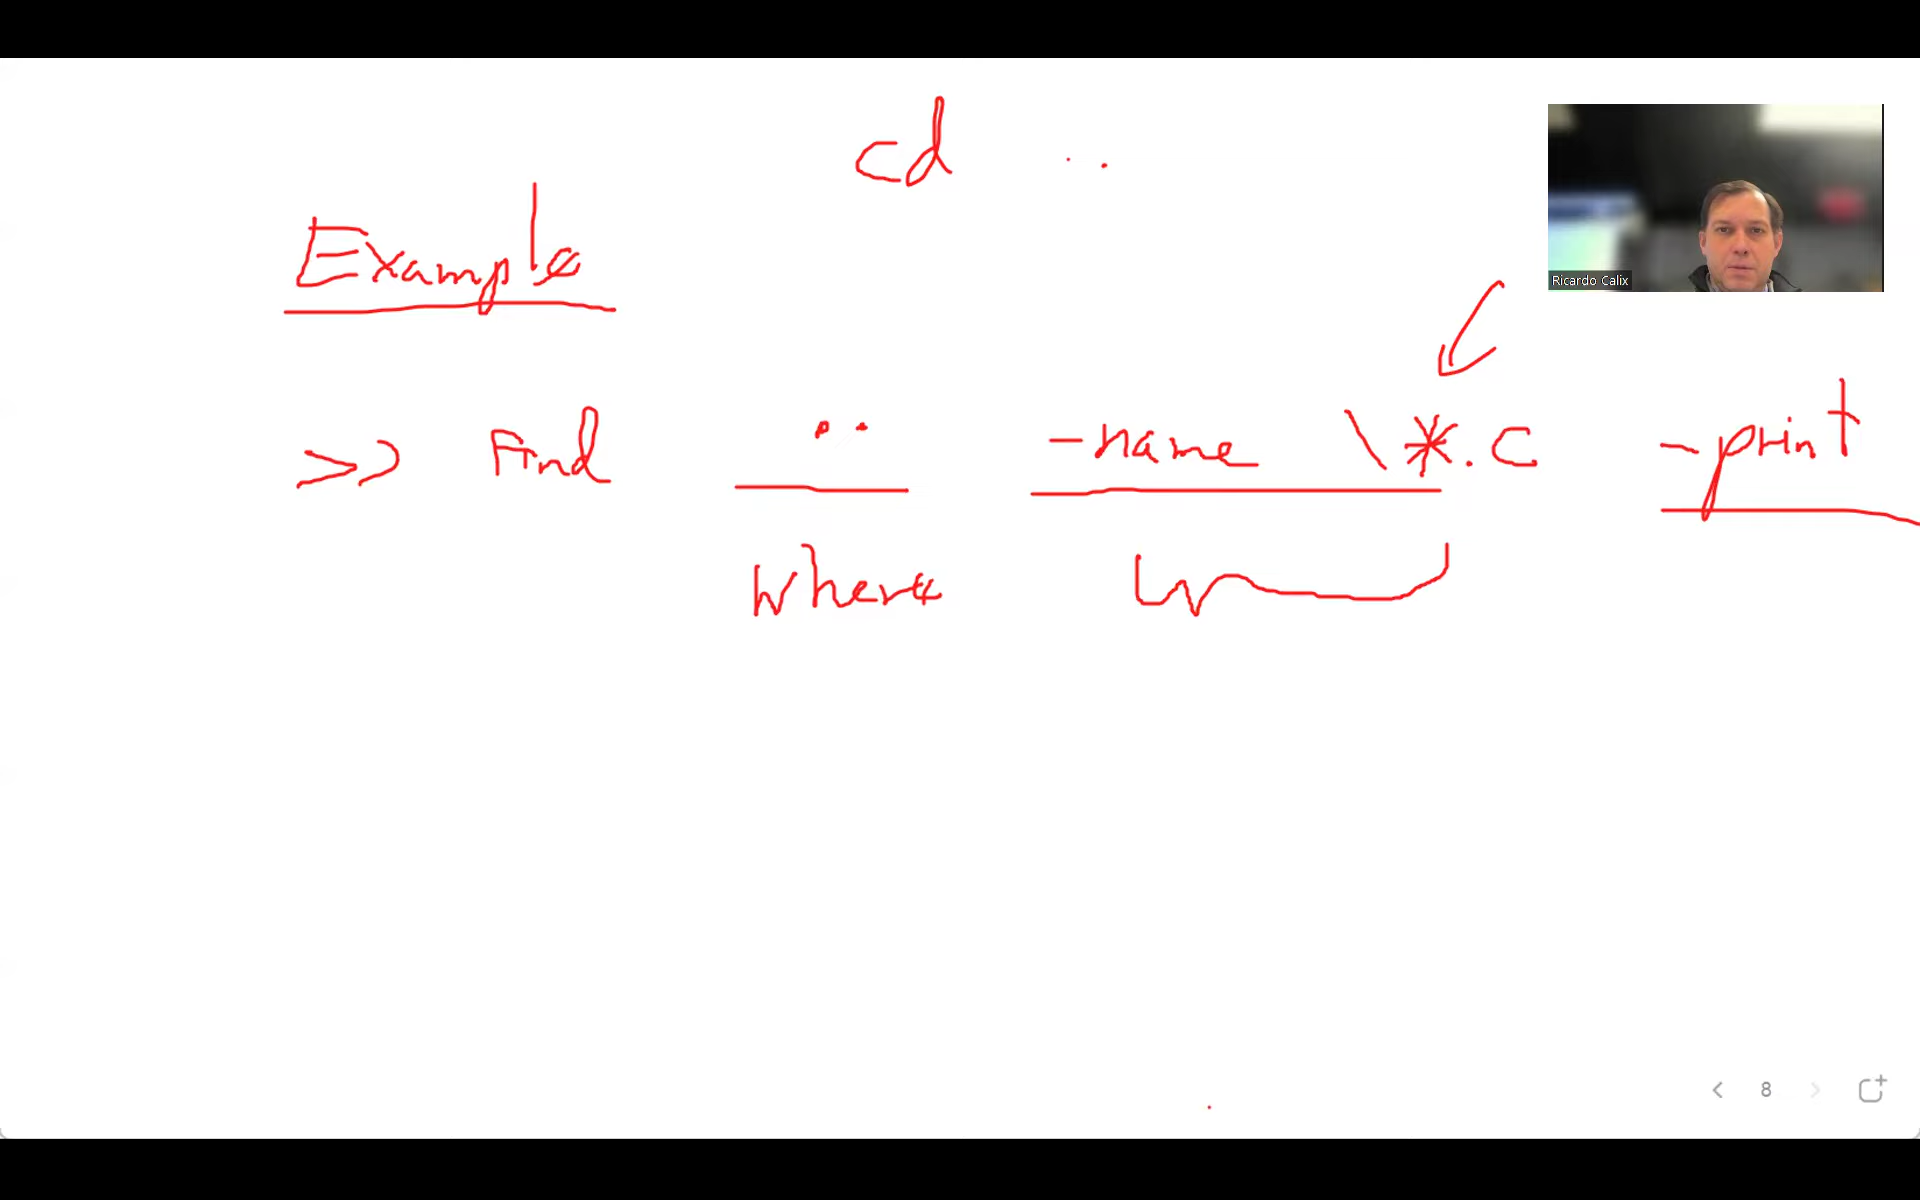 cd ..
Example
Ricardo Calix
>> Find .. -name \*.c -print
where
8